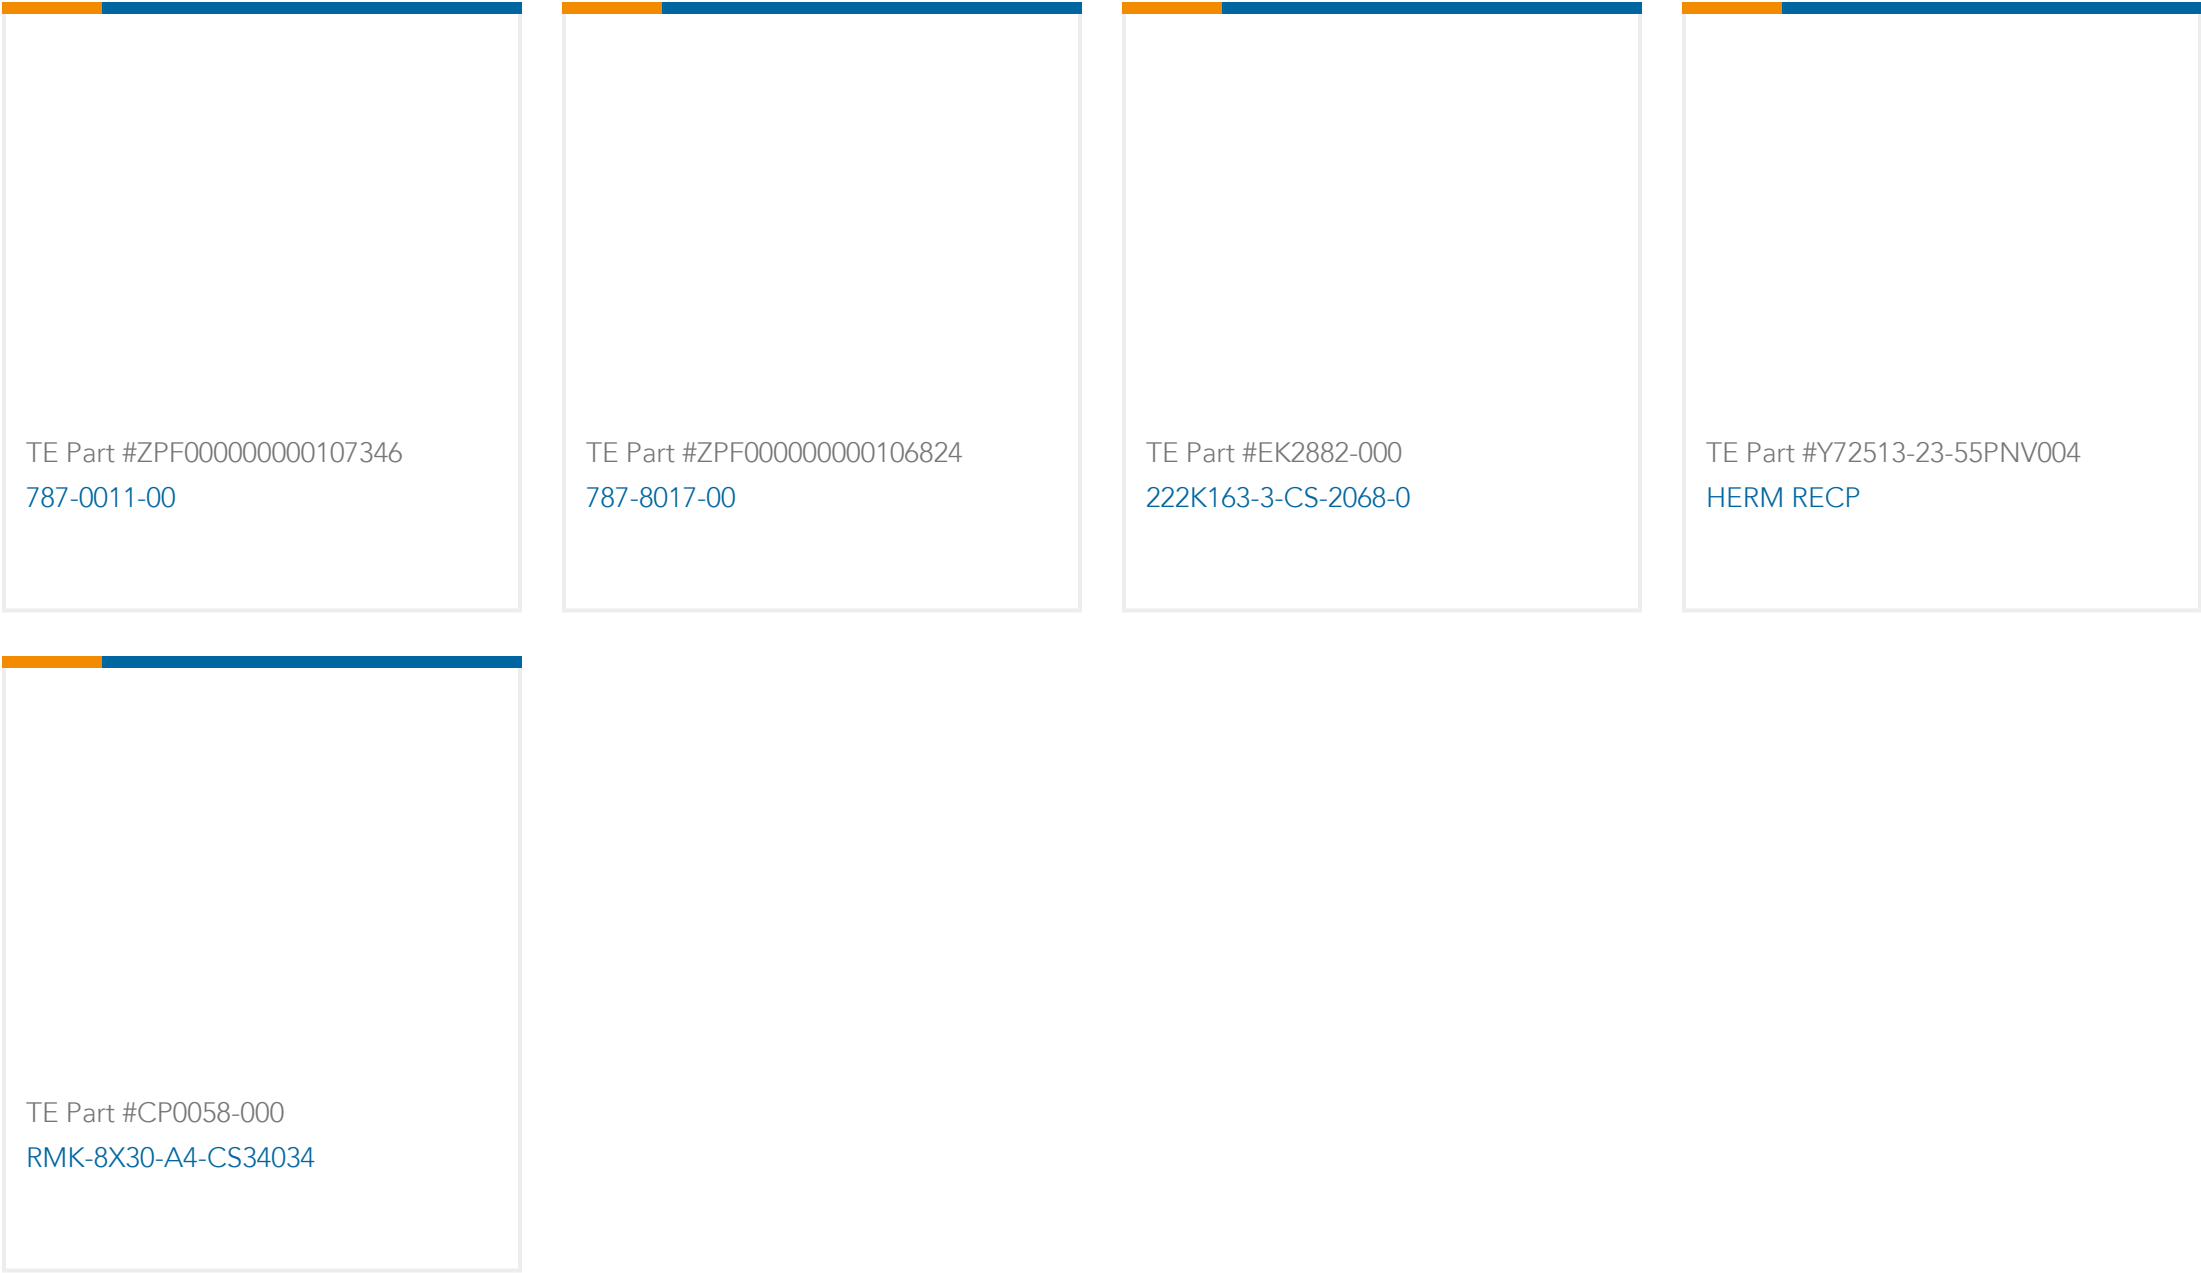 TE Part #ZPF000000000107346
787-0011-00
TE Part #ZPF000000000106824
787-8017-00
TE Part #EK2882-000
222K163-3-CS-2068-0
TE Part #Y72513-23-55PNV004
HERM RECP
TE Part #CP0058-000
RMK-8X30-A4-CS34034